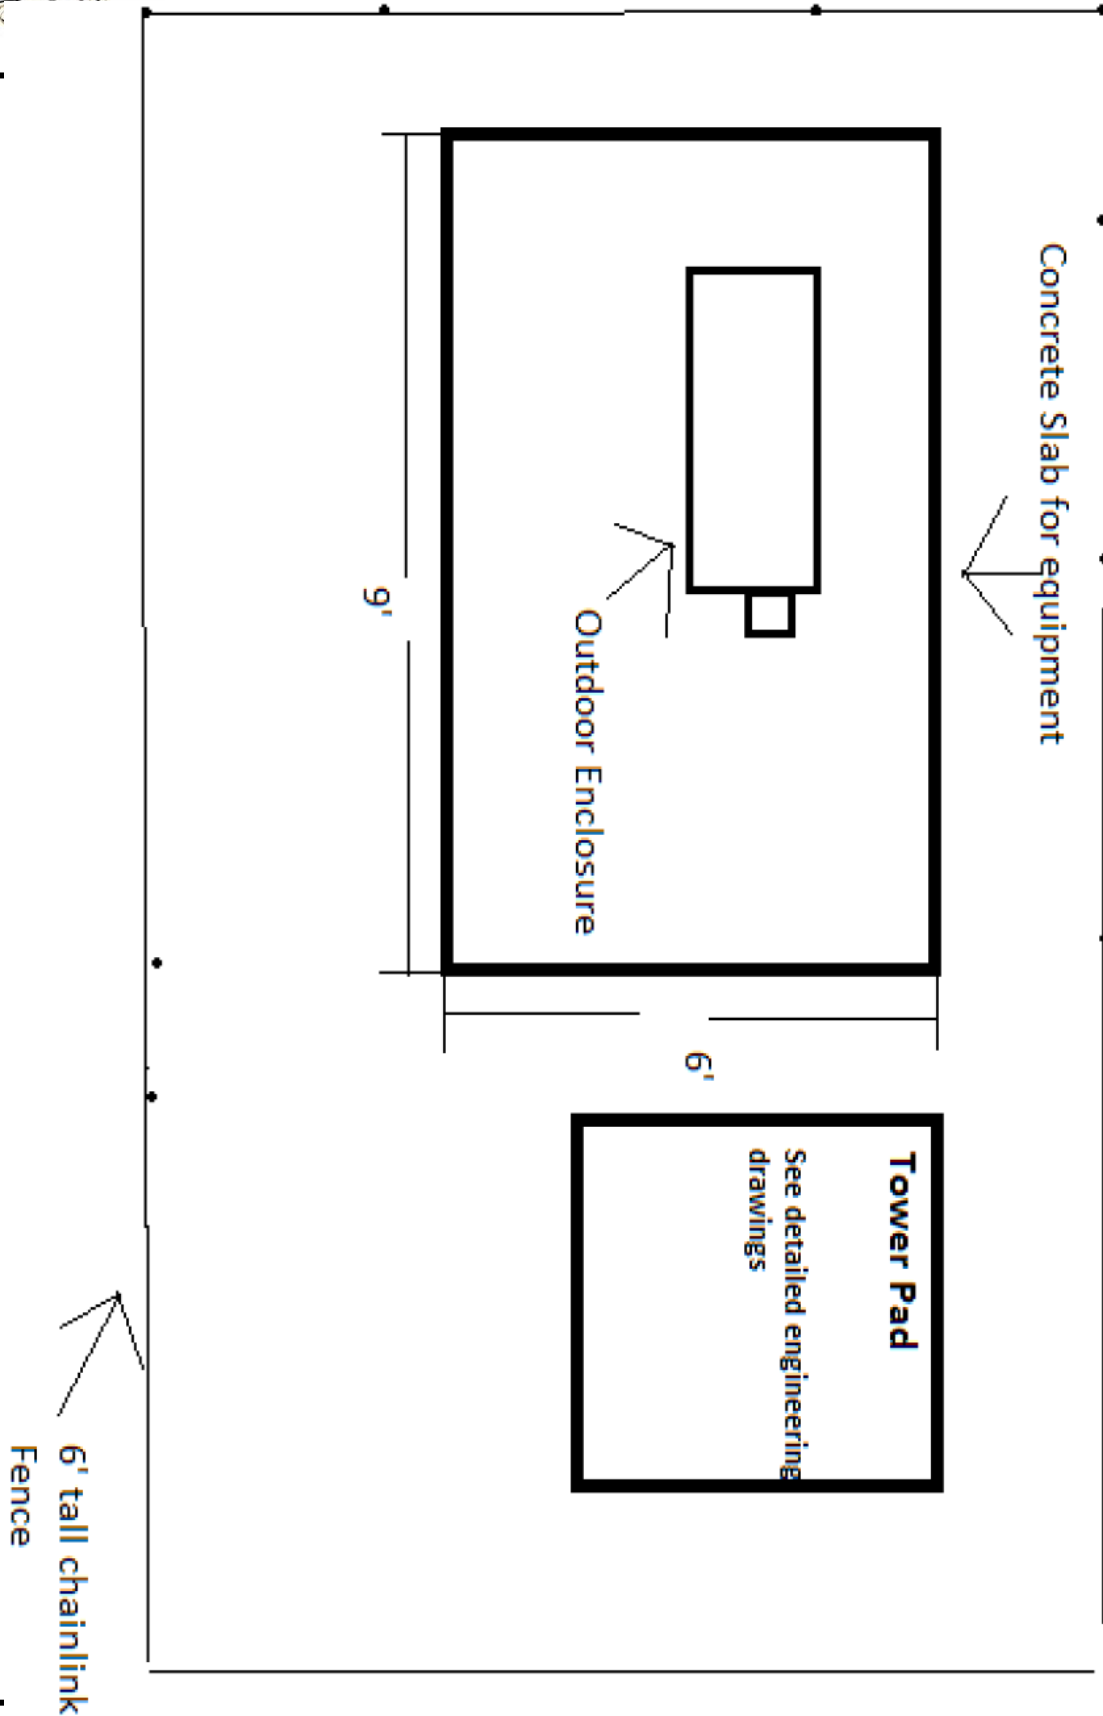 Concrete Slab for equipment
Tower Pad
See detailed engineering
drawings
6'
Outdoor Enclosure
9'
6' tall chainlink
Fence